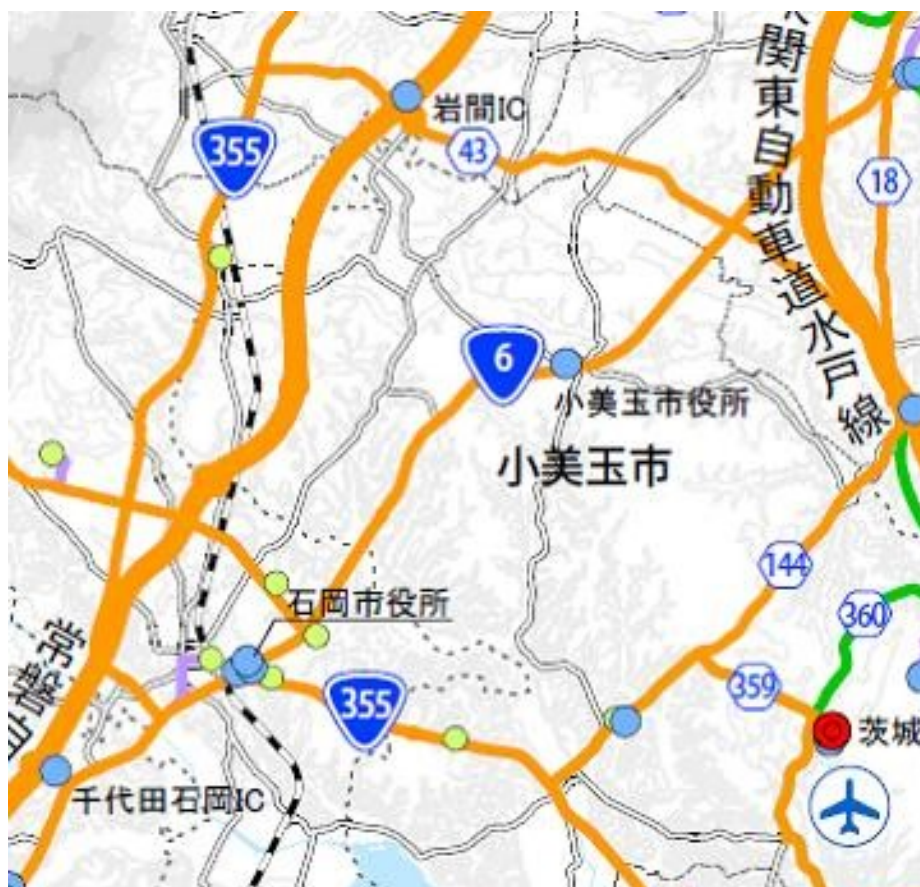 関東自動車道水戸線
岩間IC
355
43
18
6
小美玉市役所
小美玉市
144
石岡市役所
360
常磐
359
355
茨城
千代田石岡IC